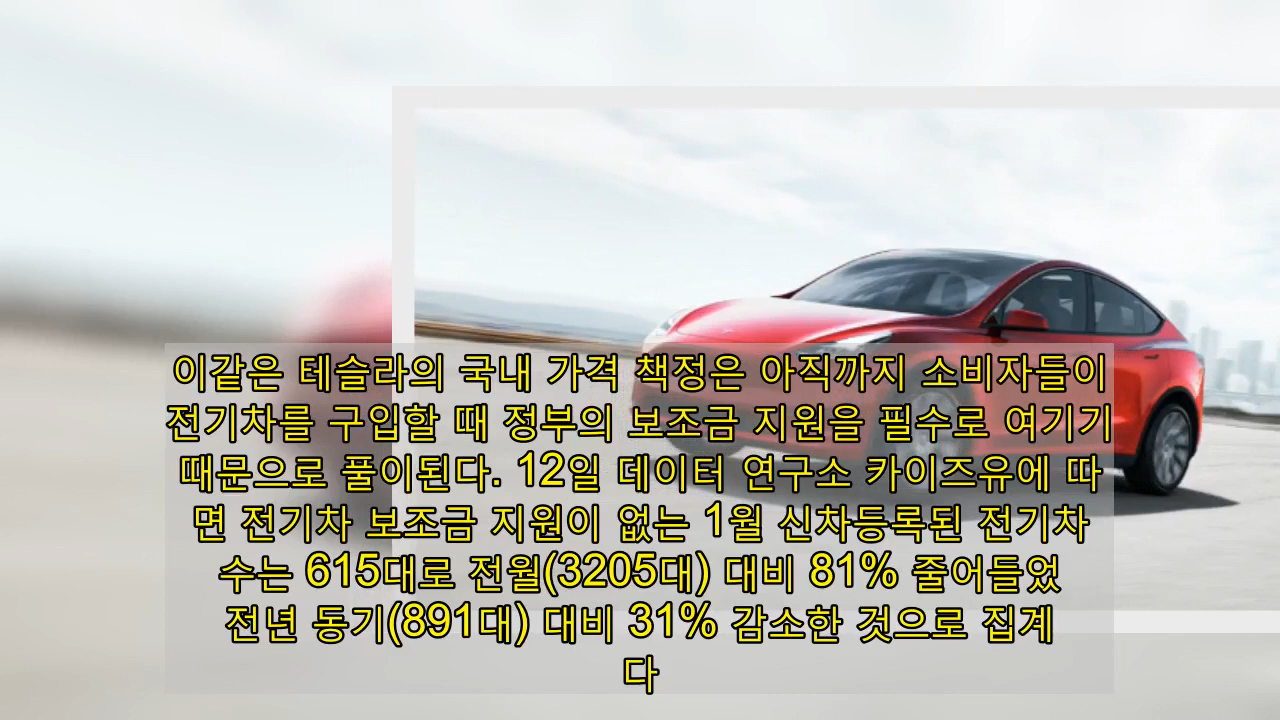 이같은 테슬라의 국내 가격 책정은 아직까지 소비자들이
전기차를 구입할 때 정부의 보조금 지원을 필수로 여기기
때문으로 풀이된다. 12일 데이터 연구소 카이즈유에 따
면 전기차 보조금 지원이 없는 1월 신차등록된 전기차
수는 615대로 전월(3205대) 대비 81% 줄어들었
전년 동기(891대) 대비 31% 감소한 것으로 집계
다